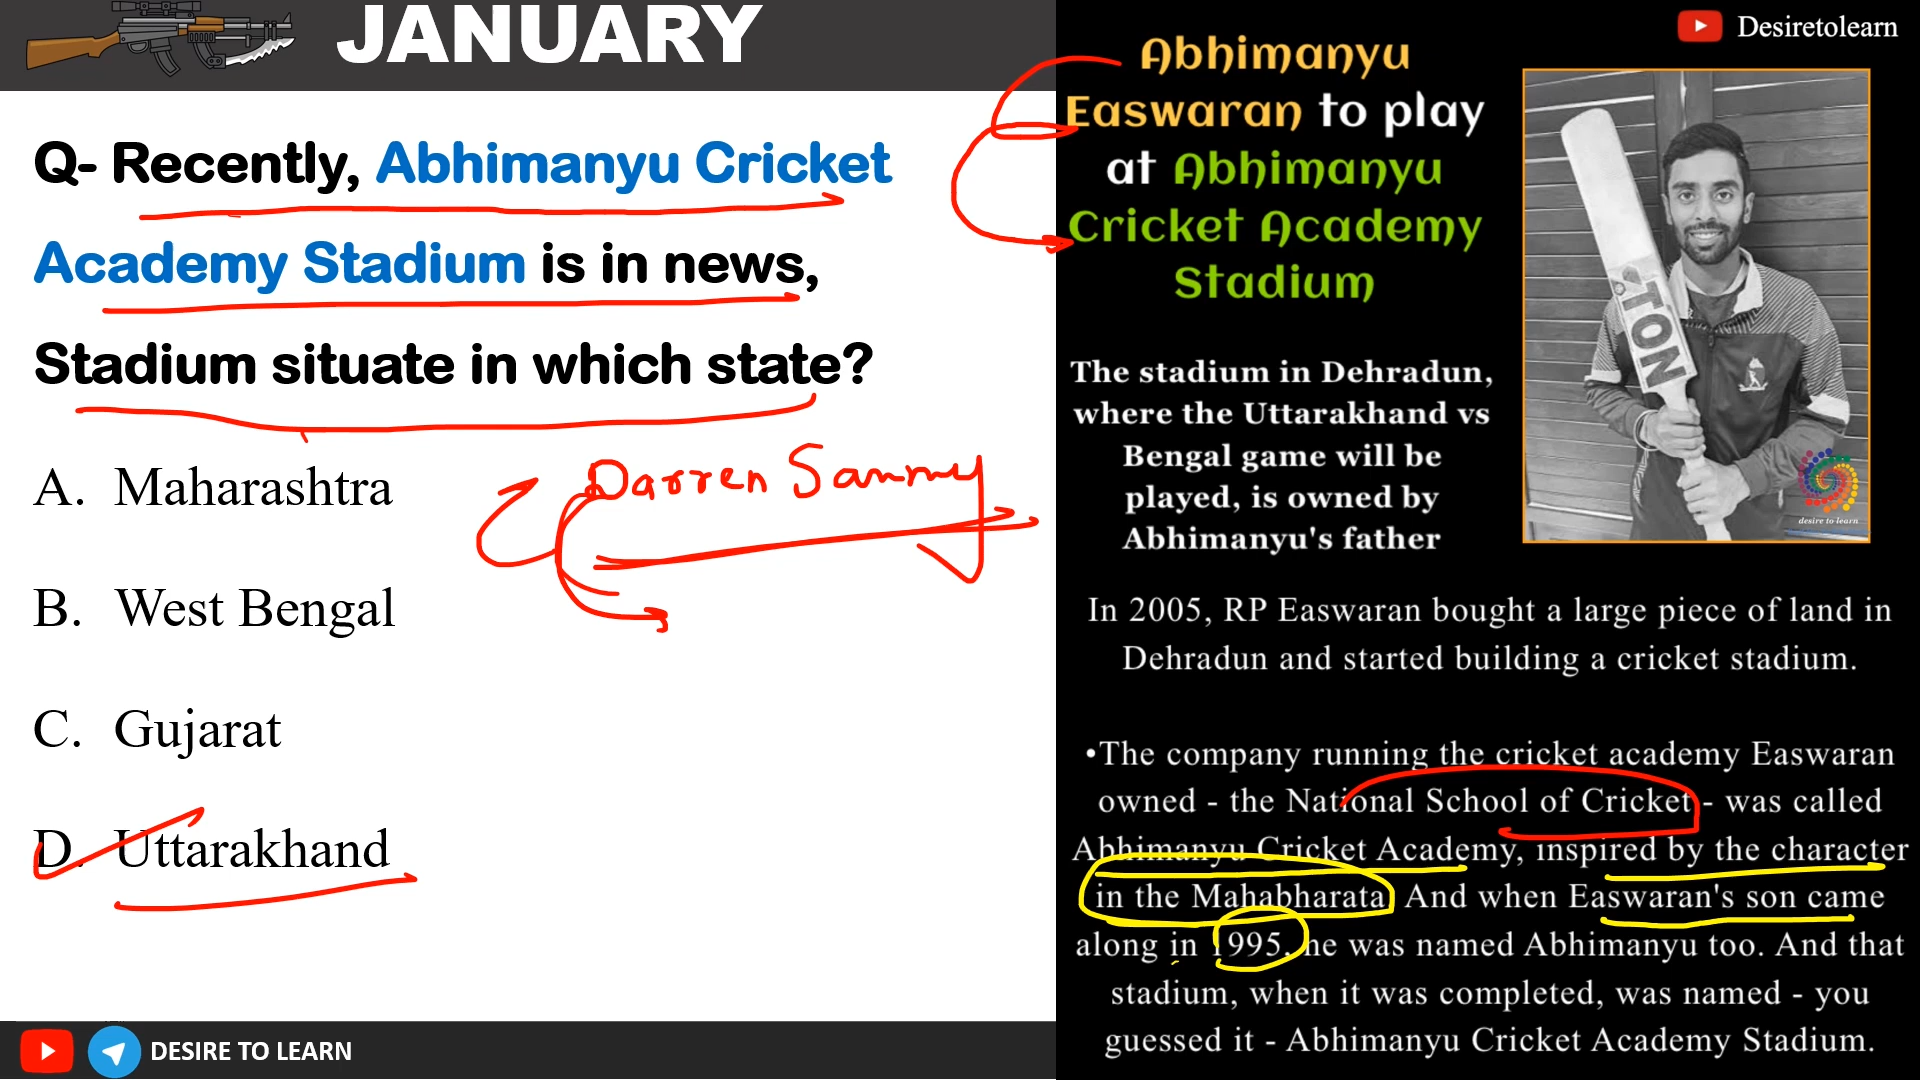 JANUARY
Q- Recently, Abhimanyu Cricket
Academy Stadium is in news,
Stadium situate in which state?
A. Maharashtra
B. West Bengal
C. Gujarat
D. Uttarakhand
Darren Sammy
DESIRE TO LEARN
Desiretolearn
Abhimanyu
Easwaran to play
at Abhimanyu
Cricket Academy
Stadium
TON
desire to learn
The stadium in Dehradun,
where the Uttarakhand vs
Bengal game will be
played, is owned by
Abhimanyu's father
In 2005, RP Easwaran bought a large piece of land in
Dehradun and started building a cricket stadium.
•The company running the cricket academy Easwaran
owned - the National School of Cricket - was called
Abhimanyu Cricket Academy, inspired by the character
in the Mahabharata. And when Easwaran's son came
along in 1995, he was named Abhimanyu too. And that
stadium, when it was completed, was named - you
guessed it - Abhimanyu Cricket Academy Stadium.